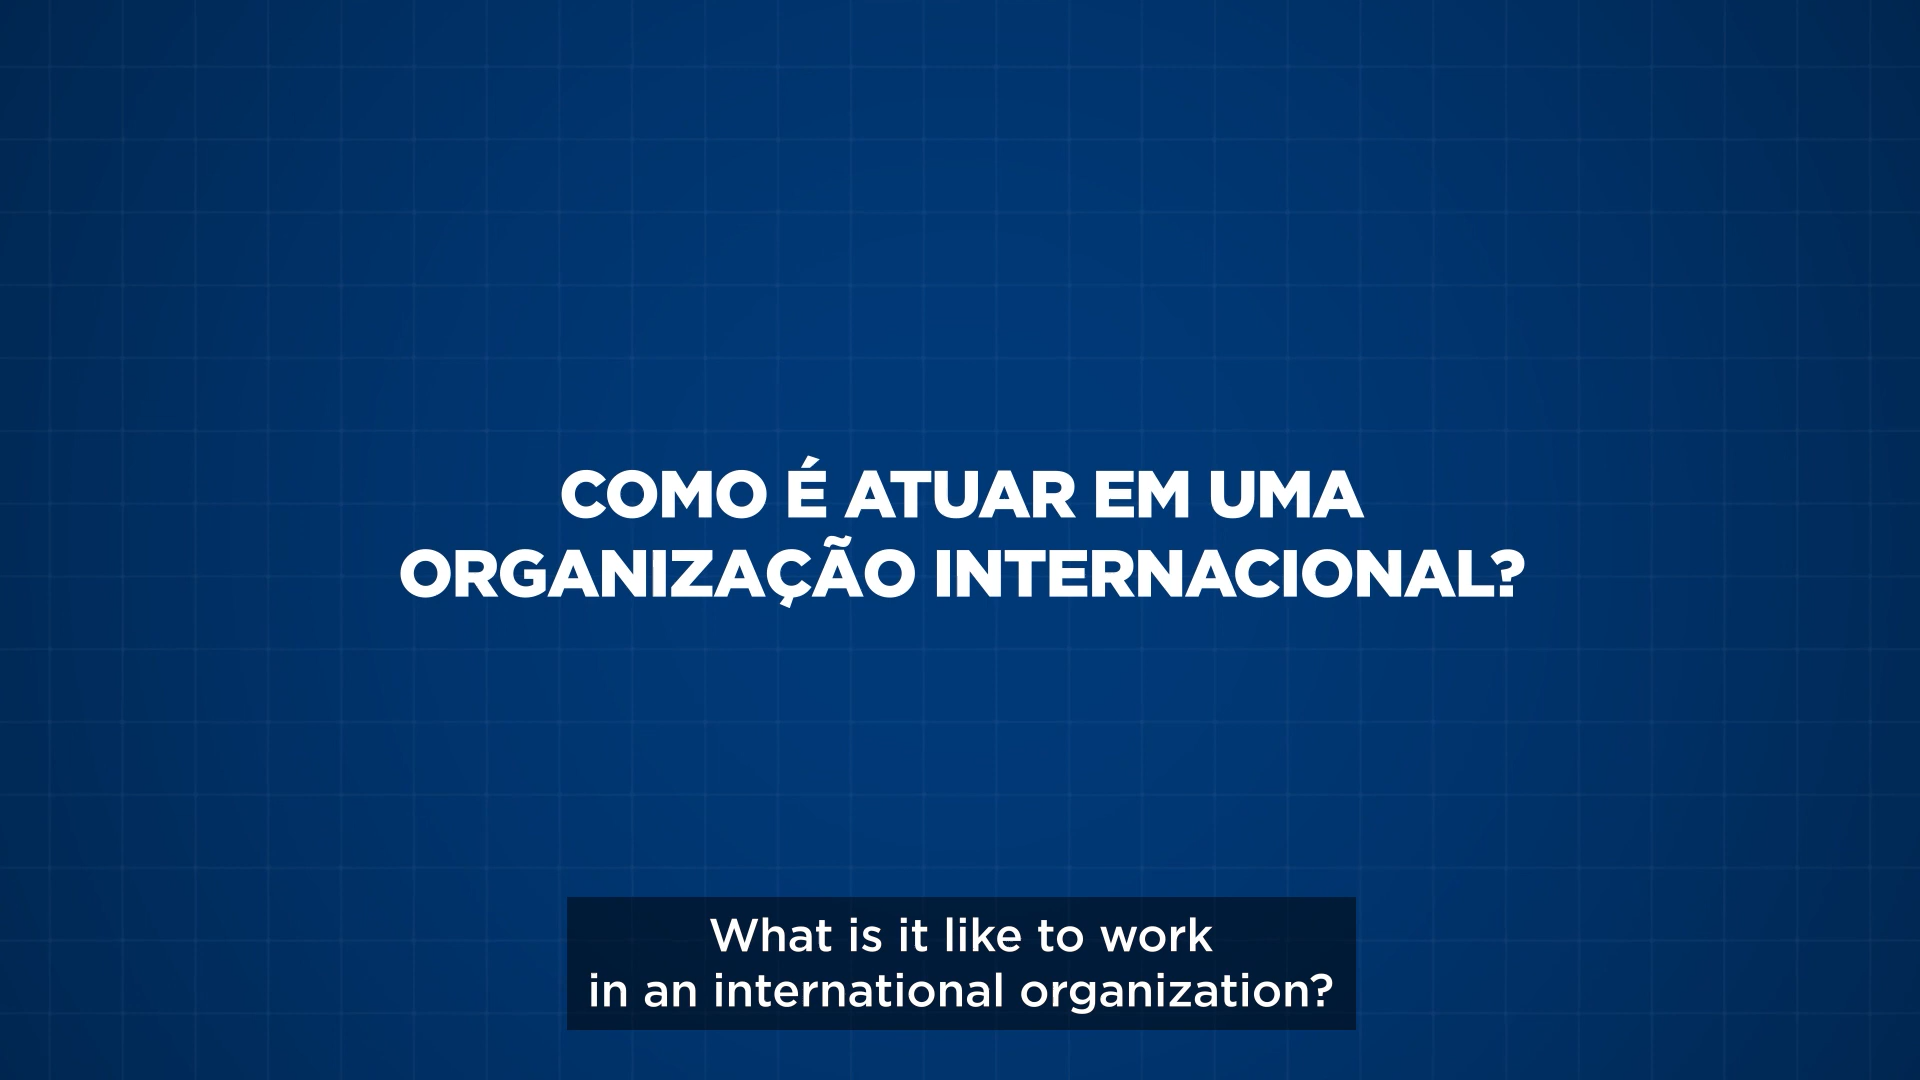 COMO É ATUAR EM UMA
ORGANIZAÇÃO INTERNACIONAL?
What is it like to work
in an international organization?